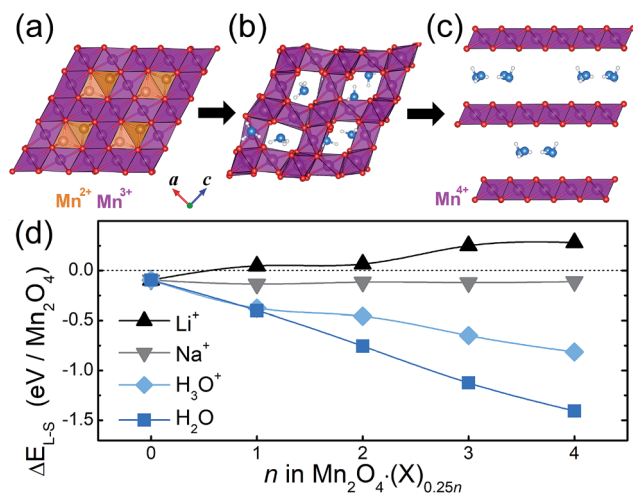 (a) (b) (c)
Mn²⁺ Mn³⁺ a c Mn⁴⁺
(d)
ΔE_L-S (eV / Mn₂O₄)
0.0
-0.5
-1.0
-1.5
Li⁺
Na⁺
H₃O⁺
H₂O
0 1 2 3 4
n in Mn₂O₄·(X)₀.₂₅ₙ